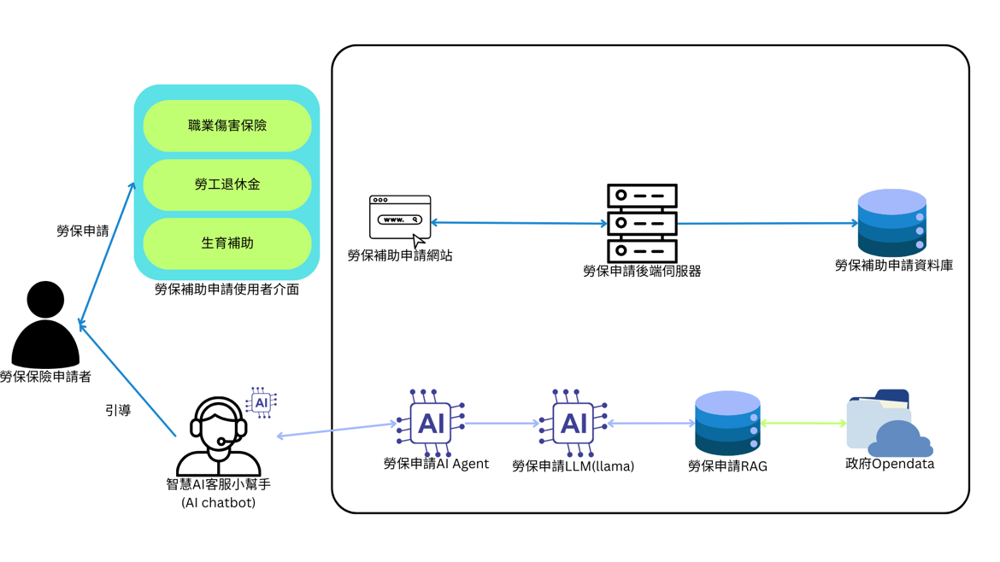 職業傷害保險
勞工退休金
生育補助
勞保補助申請使用者介面
勞保申請
勞保保險申請者
引導
AI
智慧AI客服小幫手
(AI chatbot)
www.
勞保補助申請網站
勞保申請後端伺服器
勞保補助申請資料庫
AI
勞保申請AI Agent
AI
勞保申請LLM(llama)
勞保申請RAG
政府Opendata